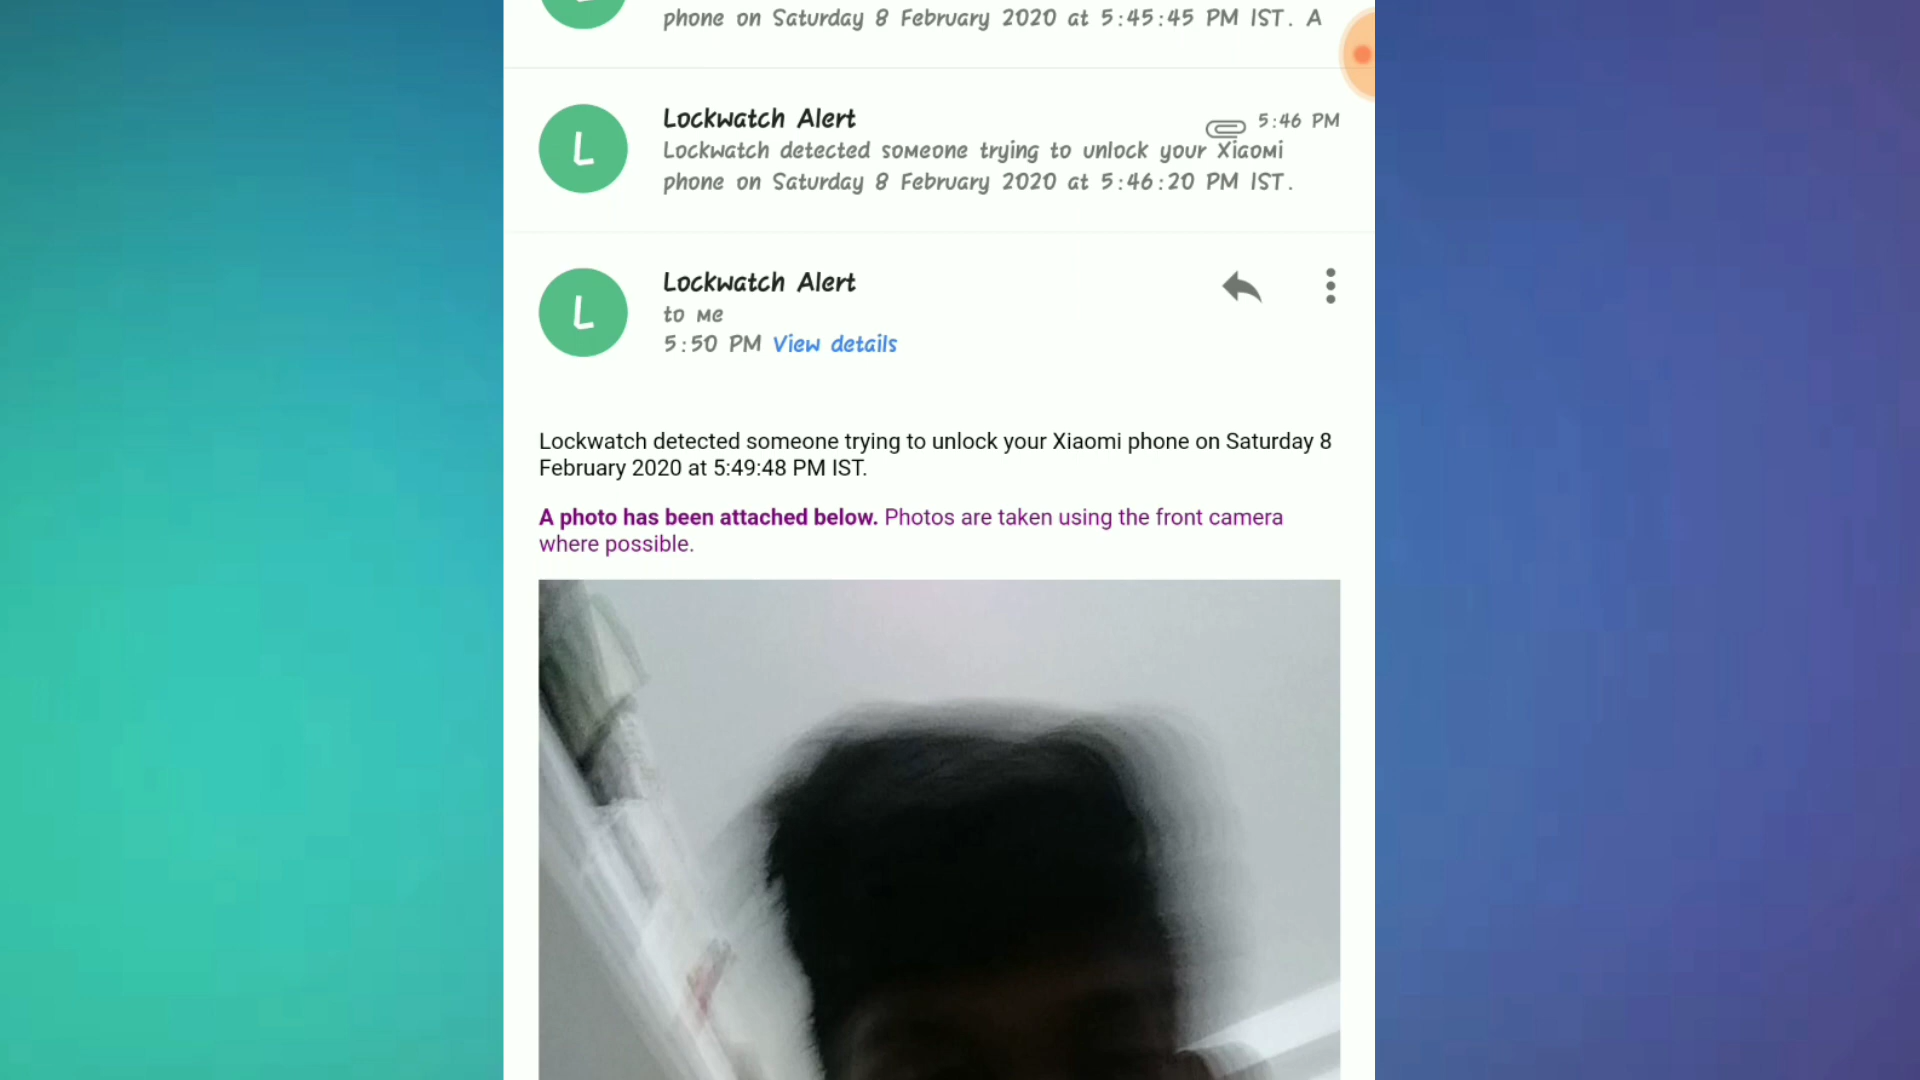 phone on Saturday 8 February 2020 at 5:45:45 PM IST. A
L
Lockwatch Alert
5:46 PM
Lockwatch detected someone trying to unlock your Xiaomi
phone on Saturday 8 February 2020 at 5:46:20 PM IST.
L
Lockwatch Alert
to me
5:50 PM View details
Lockwatch detected someone trying to unlock your Xiaomi phone on Saturday 8
February 2020 at 5:49:48 PM IST.
A photo has been attached below. Photos are taken using the front camera
where possible.